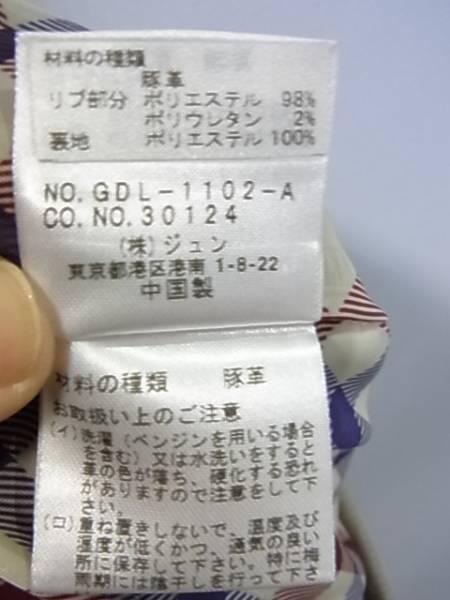 材料の種類
豚革
リブ部分 ポリエステル 98%
ポリウレタン 2%
裏地 ポリエステル 100%
NO.GDL-1102-A
CO.NO.30124
(株)ジュン
東京都港区港南 1-8-22
中国製
材料の種類 豚革
お取扱い上のご注意
(イ)洗濯(ベンジンを用いる場合
を含む)又は水洗いをすると
革の色が落ち、硬化する恐れ
がありますので注意をして下
さい。
(ロ)重ね置きしないで、温度及び
湿度が低くかつ、通気の良い
所に保存して下さい。特に梅
雨期には陰干しを行って下さ